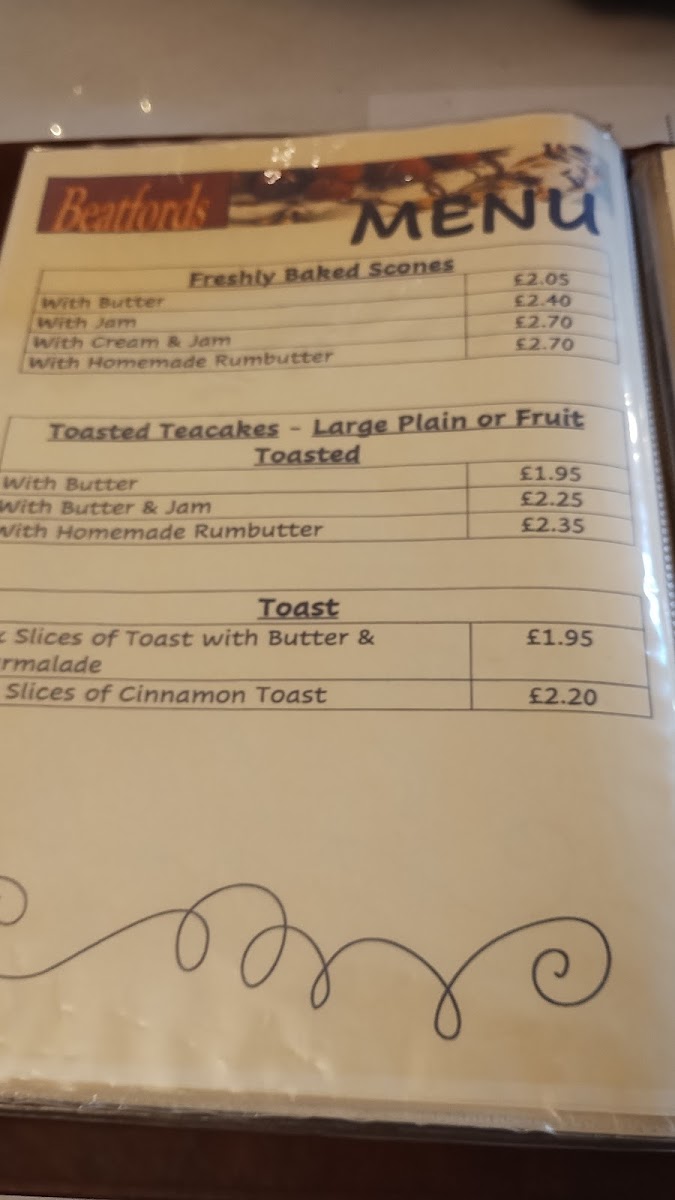 Beatfords MENU
Freshly Baked Scones
With Butter £2.05
With Jam £2.40
With Cream & Jam £2.70
With Homemade Rumbutter £2.70
Toasted Teacakes - Large Plain or Fruit
Toasted
With Butter £1.95
With Butter & Jam £2.25
With Homemade Rumbutter £2.35
Toast
Slices of Toast with Butter & £1.95
rmalade
Slices of Cinnamon Toast £2.20